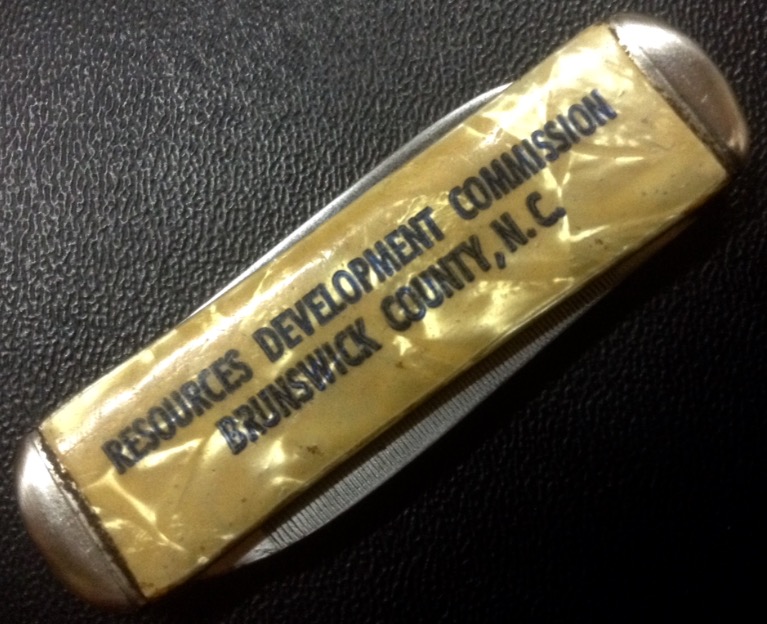 RESOURCES DEVELOPMENT COMMISSION
BRUNSWICK COUNTY, N. C.